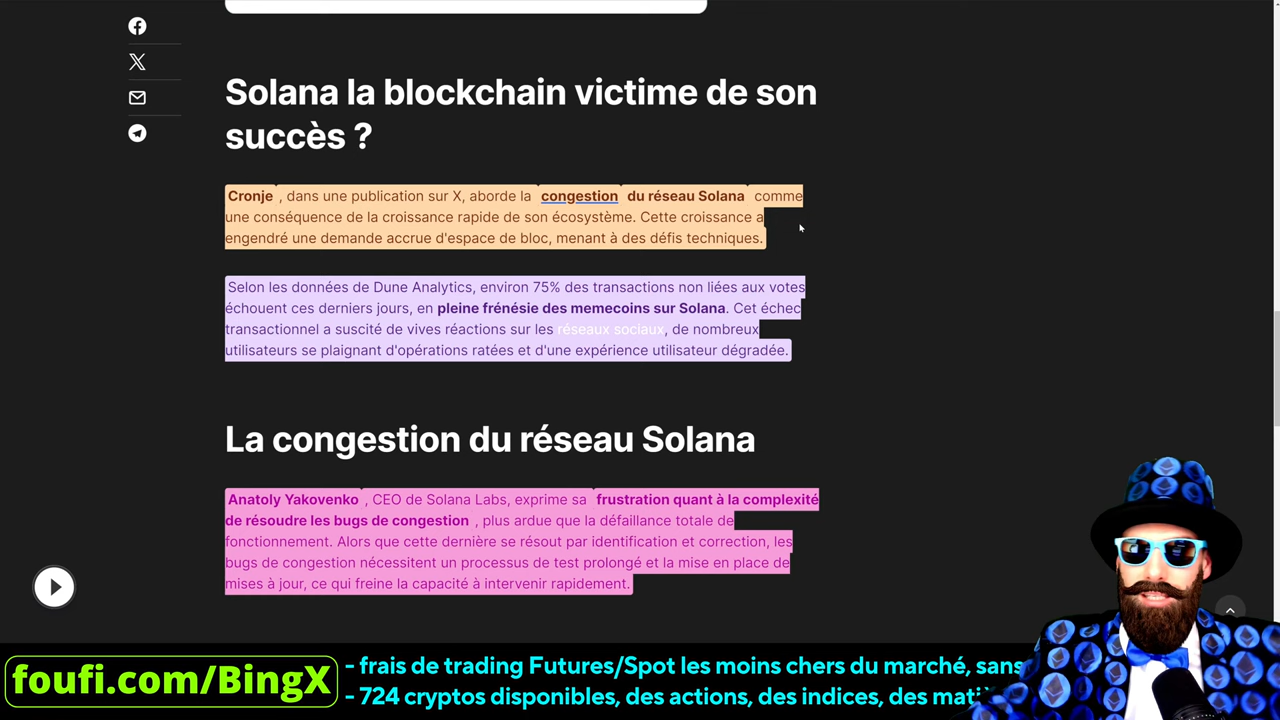 Solana la blockchain victime de son
succès ?
Cronje , dans une publication sur X, aborde la congestion du réseau Solana comme
une conséquence de la croissance rapide de son écosystème. Cette croissance a
engendré une demande accrue d'espace de bloc, menant à des défis techniques.
Selon les données de Dune Analytics, environ 75% des transactions non liées aux votes
échouent ces derniers jours, en pleine frénésie des memecoins sur Solana. Cet échec
transactionnel a suscité de vives réactions sur les réseaux sociaux, de nombreux
utilisateurs se plaignant d'opérations ratées et d'une expérience utilisateur dégradée.
La congestion du réseau Solana
Anatoly Yakovenko , CEO de Solana Labs, exprime sa frustration quant à la complexité
de résoudre les bugs de congestion , plus ardue que la défaillance totale de
fonctionnement. Alors que cette dernière se résout par identification et correction, les
bugs de congestion nécessitent un processus de test prolongé et la mise en place de
mises à jour, ce qui freine la capacité à intervenir rapidement.
foufi.com/BingX
- frais de trading Futures/Spot les moins chers du marché, sans
- 724 cryptos disponibles, des actions, des indices, des mati